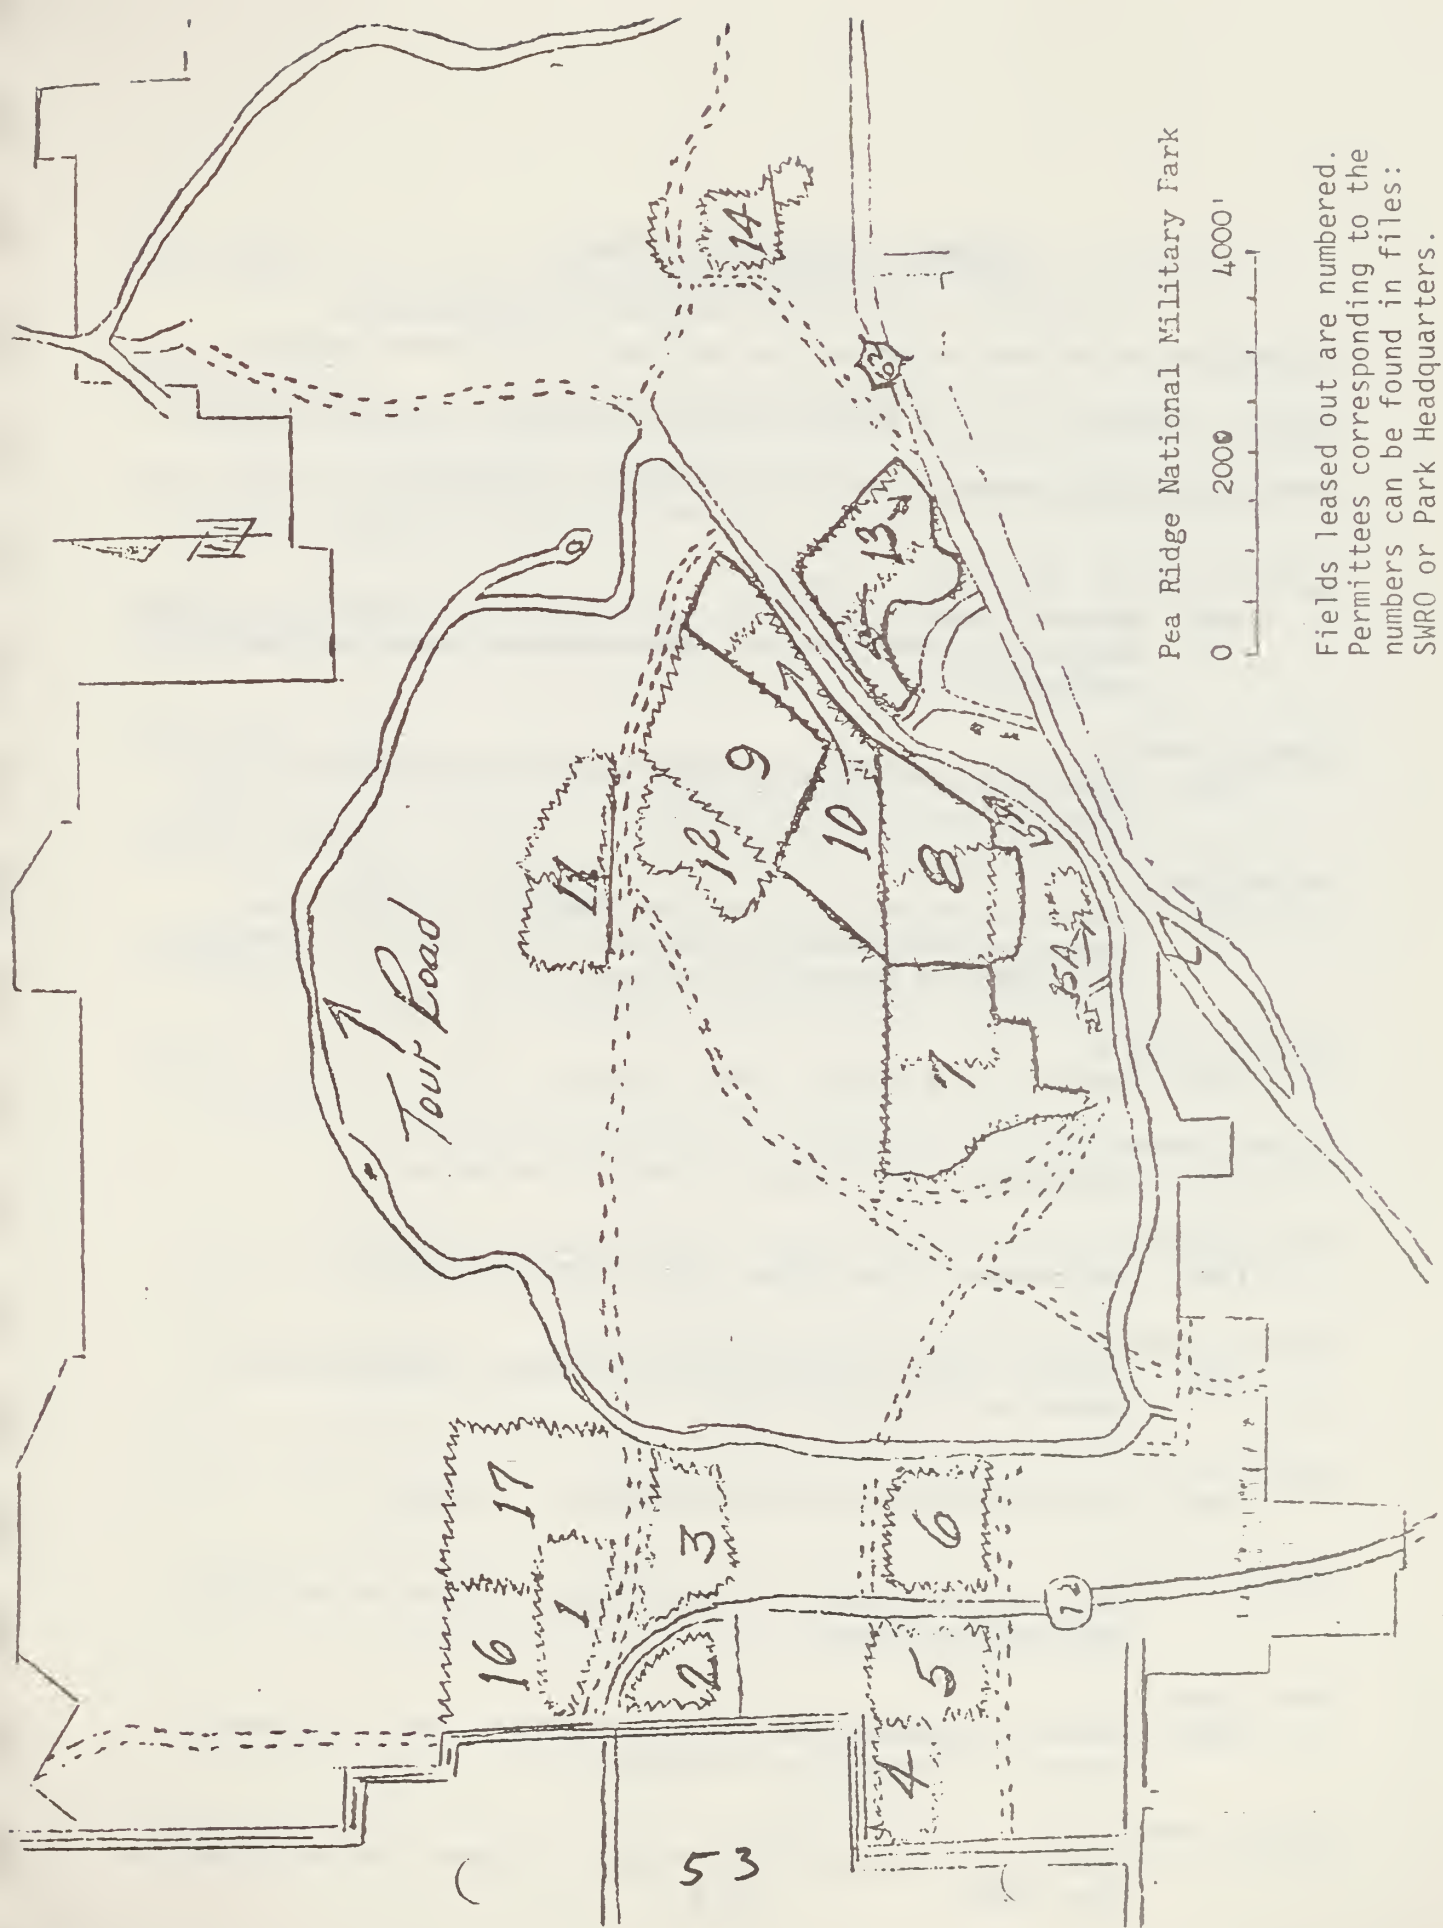 Pea Ridge National Military Park
0 2000 4000'
Fields leased out are numbered.
Permittees corresponding to the
numbers can be found in files:
SWRO or Park Headquarters.
Tour Road
N
14
62
13
9
11
12
10
8
15A
7
17
16
1
3
2
6
72
5
4
53